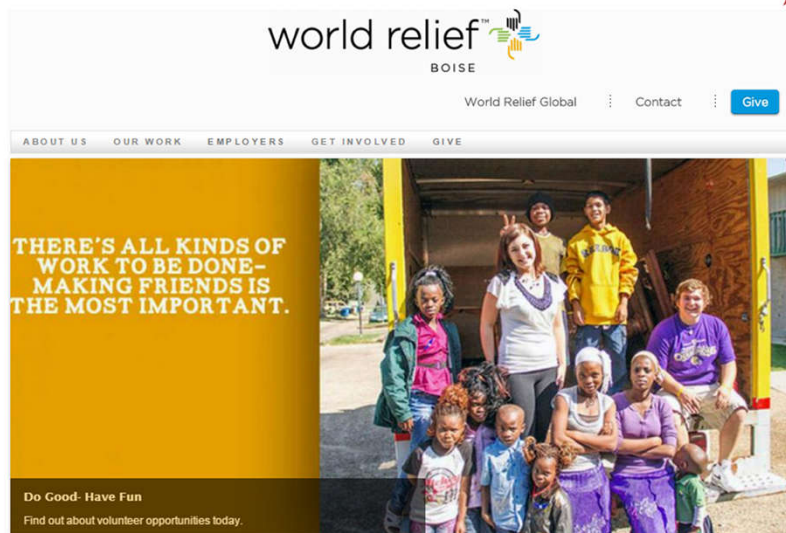 world relief™
BOISE
World Relief Global
Contact
Give
ABOUT US OUR WORK EMPLOYERS GET INVOLVED GIVE
THERE'S ALL KINDS OF
WORK TO BE DONE–
MAKING FRIENDS IS
THE MOST IMPORTANT.
Do Good- Have Fun
Find out about volunteer opportunities today.